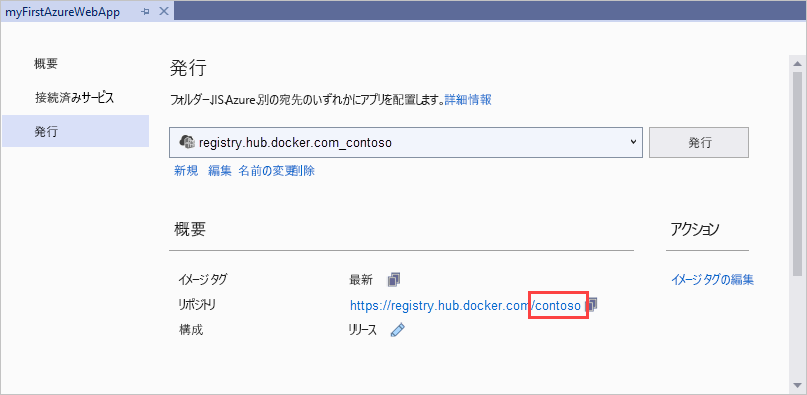 myFirstAzureWebApp
概要
接続済みサービス
発行
発行
フォルダー､IIS､Azure､別の宛先のいずれかにアプリを配置します｡詳細情報
registry.hub.docker.com_contoso
発行
新規 編集 名前の変更削除
概要
アクション
イメージ タグ 最新
イメージ タグの編集
リポジトリ https://registry.hub.docker.com/contoso
構成 リリース